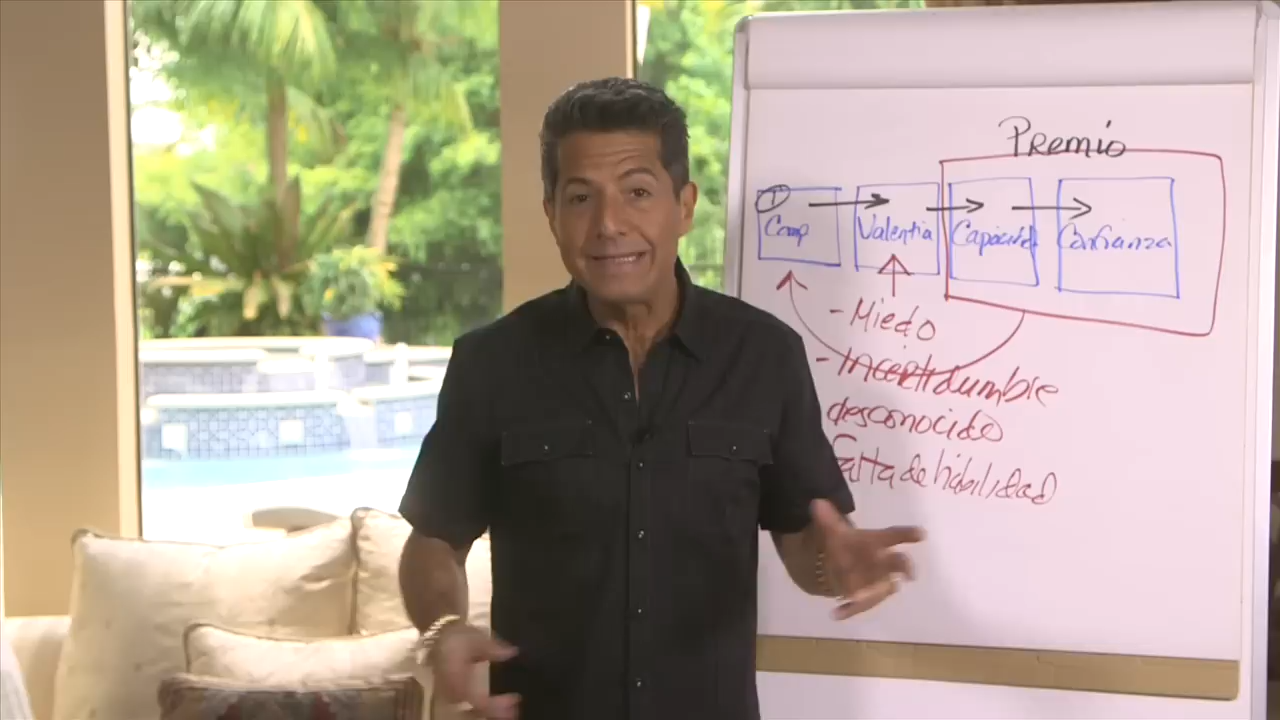 Premio
① Comp Valentia Capacidad Confianza
- Miedo
- Incertidumbre
desconocido
Falta de habilidad